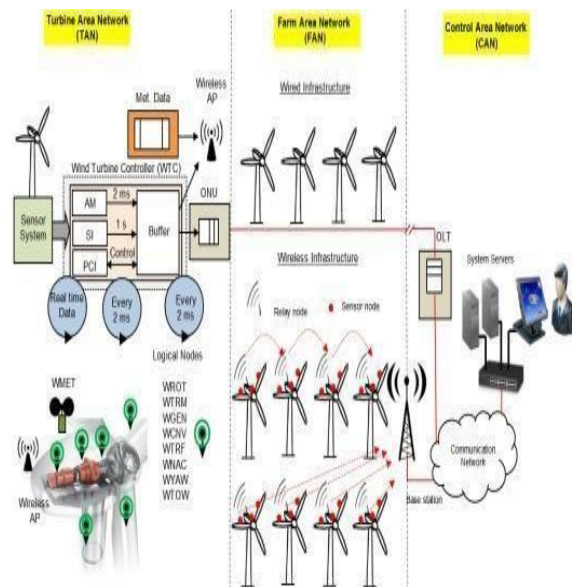 Turbine Area Network
(TAN)
Farm Area Network
(FAN)
Control Area Network
(CAN)
Wireless
AP
Met. Data
Wired Infrastructure
Wind Turbine Controller (WTC)
ONU
2 ms
AM
Sensor
System
SI
1 s
Buffer
PCI
Control
OLT
System Servers
Wireless Infrastructure
Real time
Data
Every
2 ms
Every
2 ms
Relay node
Sensor node
Logical Nodes
WMET
WROT
WTRM
WGEN
WCNV
WTRF
WNAC
WYAW
WTOW
Wireless
AP
Communication
Network
Base station